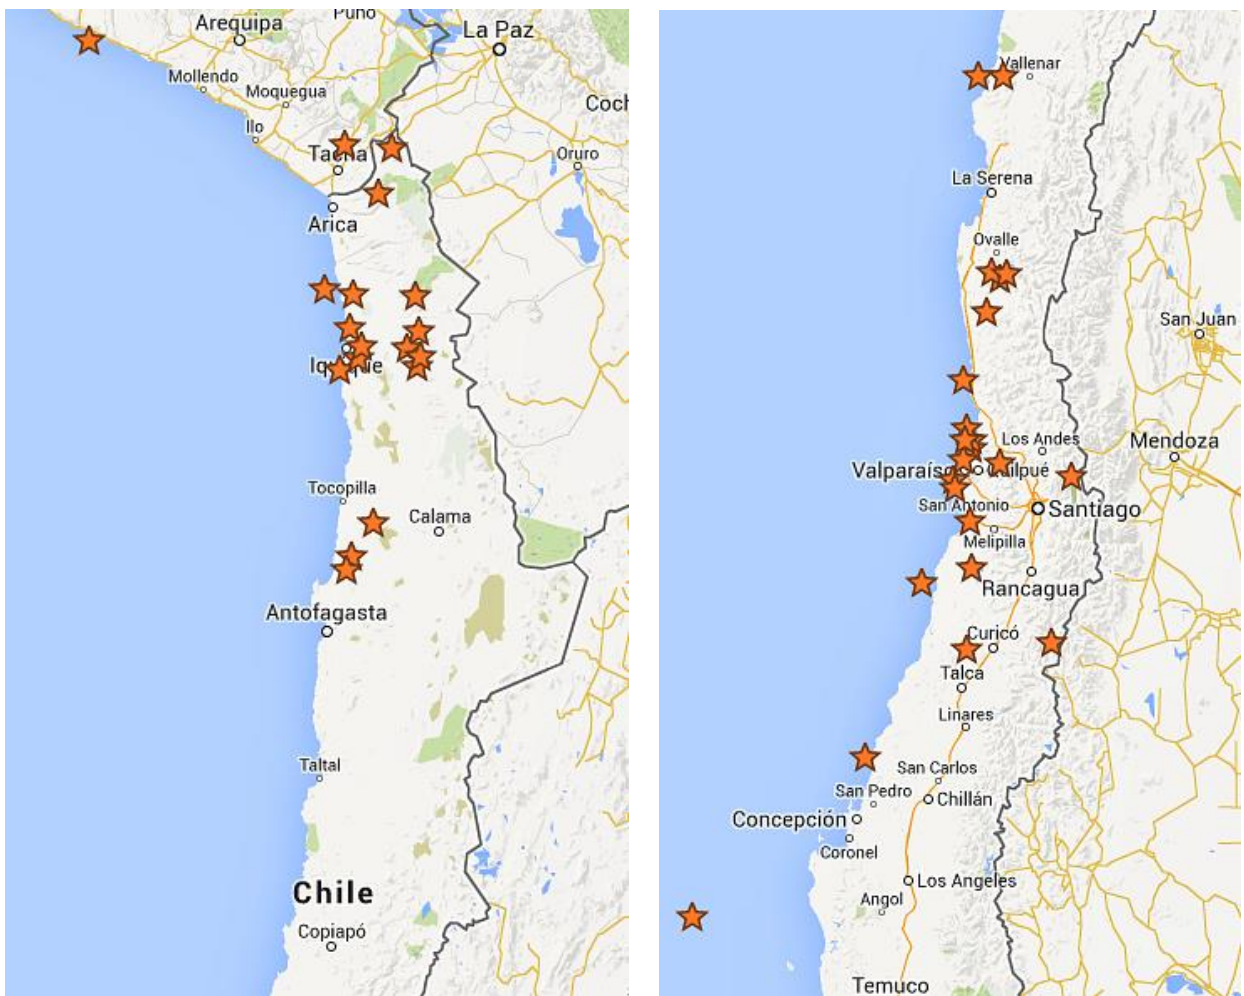 Puno
Arequipa
La Paz
Mollendo
Moquegua
Coch
Ilo
Tacna
Oruro
Arica
Iquique
Tocopilla
Calama
Antofagasta
Taltal
Chile
Copiapó
Vallenar
La Serena
Ovalle
San Juan
Los Andes
Mendoza
Valparaíso
Quilpué
San Antonio
Santiago
Melipilla
Rancagua
Curicó
Talca
Linares
San Carlos
San Pedro
Chillán
Concepción
Coronel
Los Angeles
Angol
Temuco